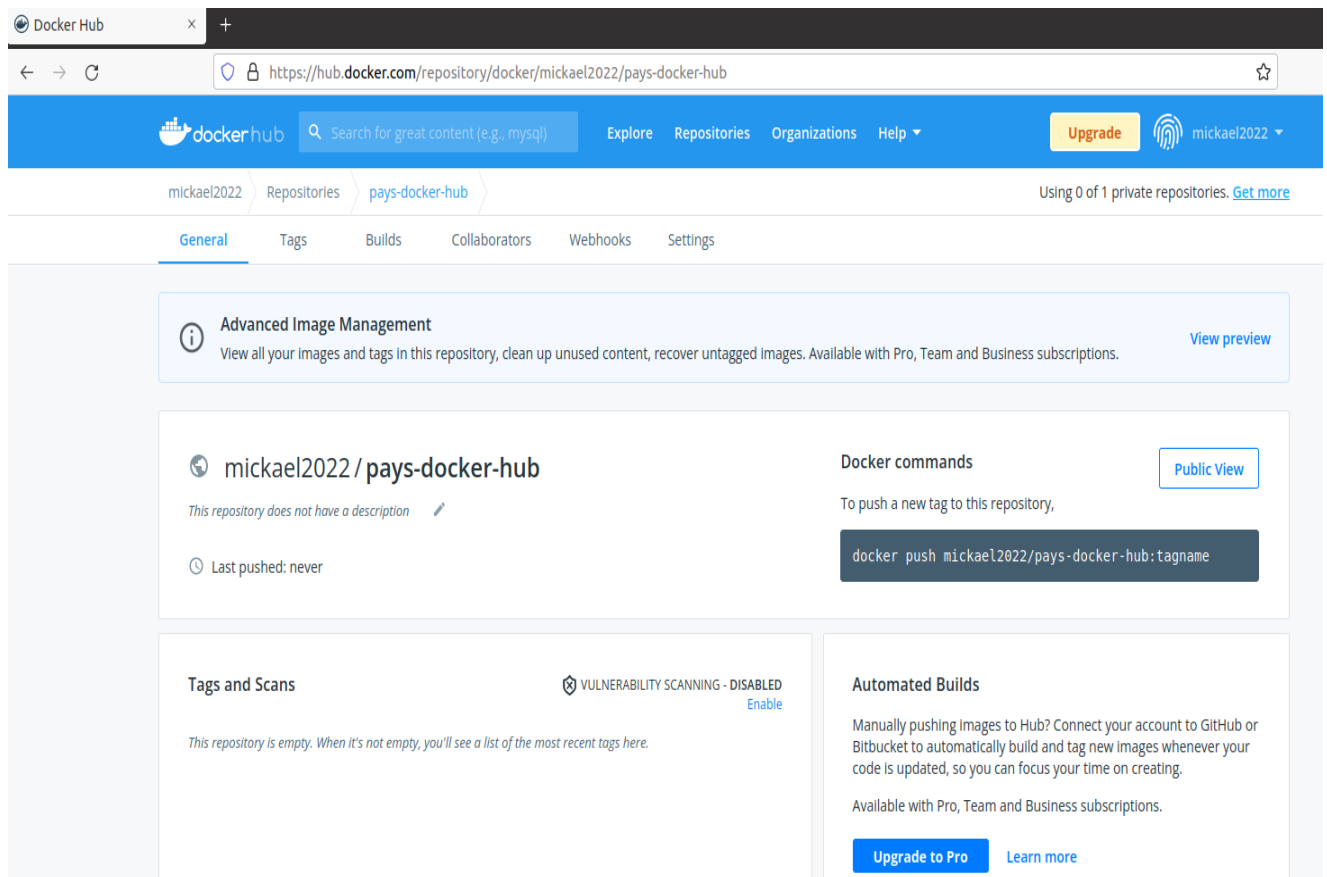 Docker Hub
https://hub.docker.com/repository/docker/mickael2022/pays-docker-hub
dockerhub Search for great content (e.g., mysql) Explore Repositories Organizations Help Upgrade mickael2022
mickael2022 Repositories pays-docker-hub Using 0 of 1 private repositories. Get more
General Tags Builds Collaborators Webhooks Settings
Advanced Image Management
View all your images and tags in this repository, clean up unused content, recover untagged images. Available with Pro, Team and Business subscriptions.
View preview
mickael2022 / pays-docker-hub
This repository does not have a description
Last pushed: never
Docker commands
Public View
To push a new tag to this repository,
docker push mickael2022/pays-docker-hub:tagname
Tags and Scans
VULNERABILITY SCANNING - DISABLED
Enable
This repository is empty. When it's not empty, you'll see a list of the most recent tags here.
Automated Builds
Manually pushing images to Hub? Connect your account to GitHub or
Bitbucket to automatically build and tag new images whenever your
code is updated, so you can focus your time on creating.
Available with Pro, Team and Business subscriptions.
Upgrade to Pro Learn more